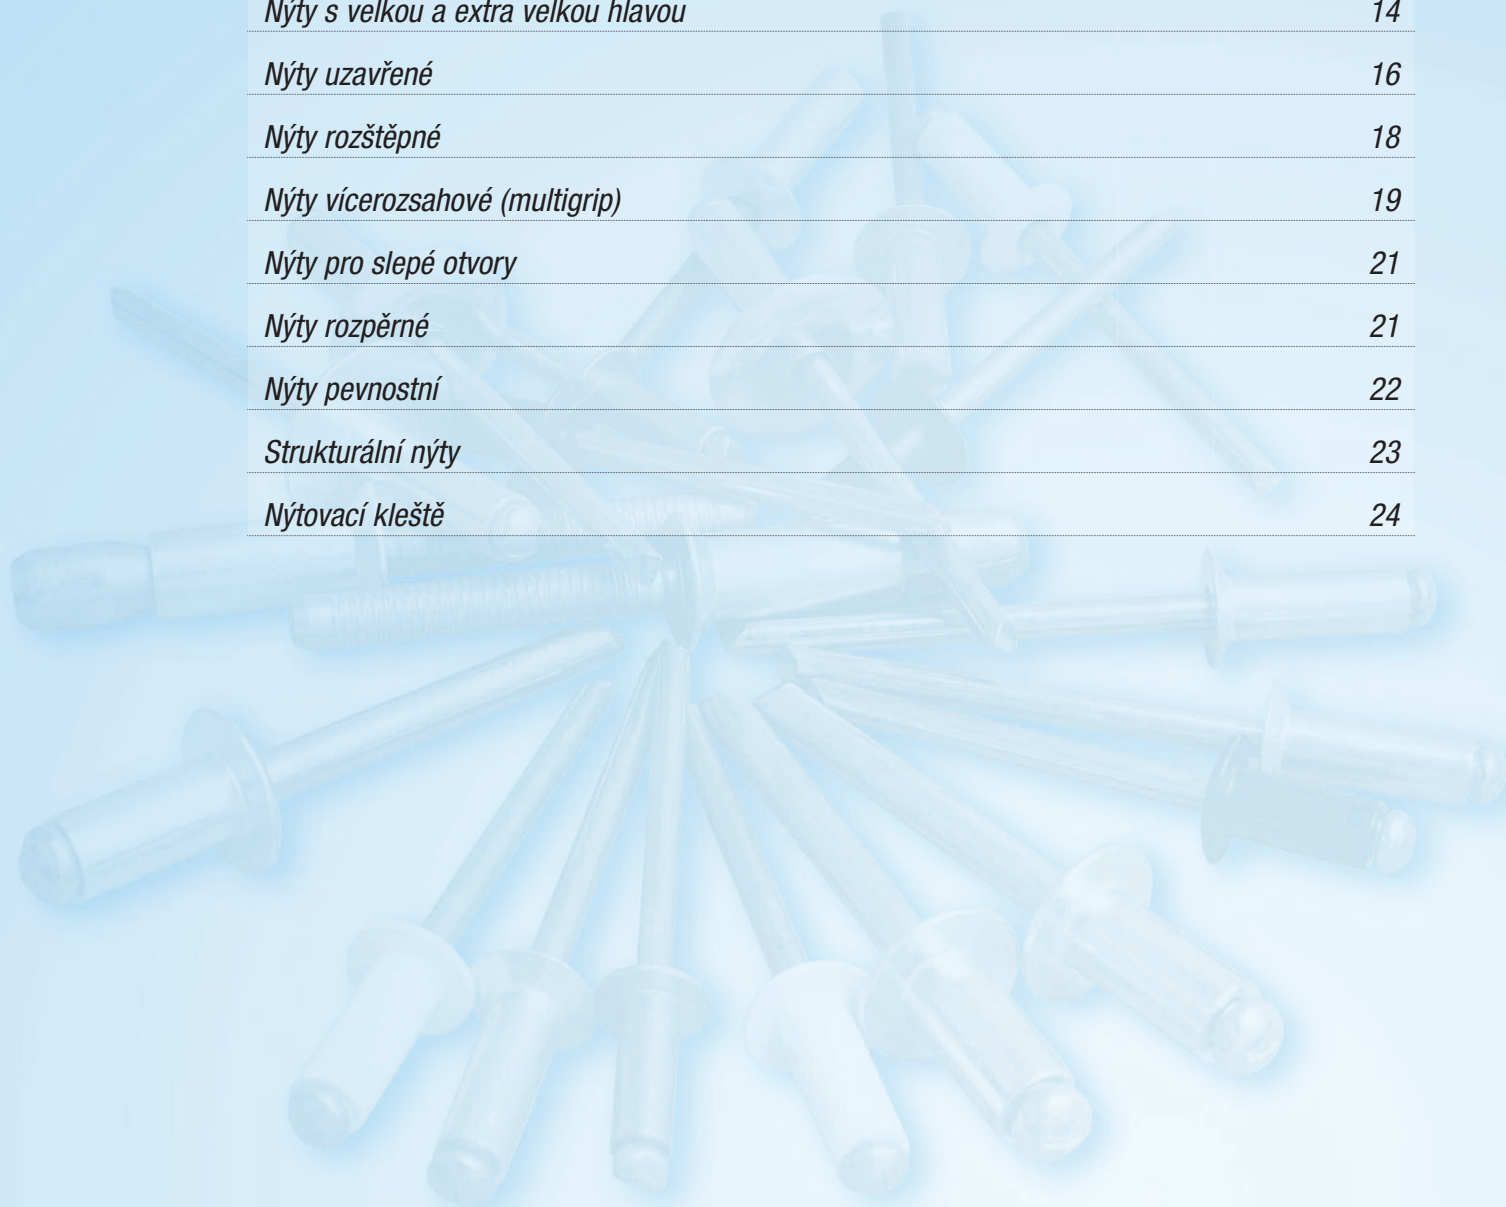 Nýty s velkou a extra velkou hlavou 14
Nýty uzavřené 16
Nýty rozštěpné 18
Nýty vícerozsahové (multigrip) 19
Nýty pro slepé otvory 21
Nýty rozpěrné 21
Nýty pevnostní 22
Strukturální nýty 23
Nýtovací kleště 24